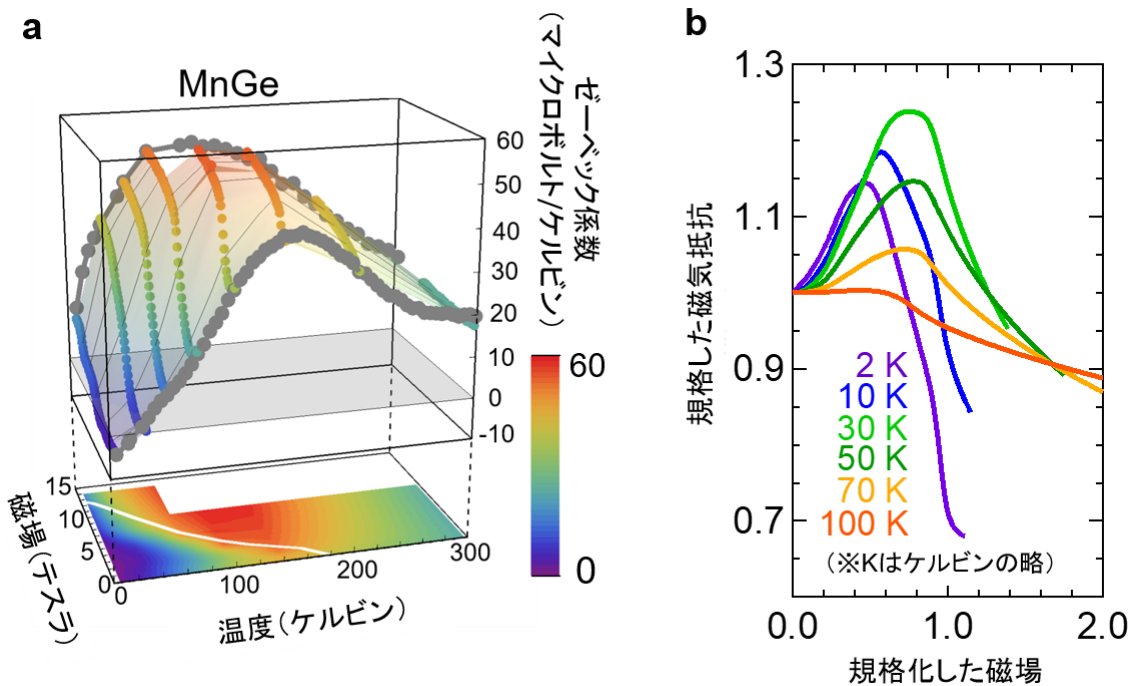 a
MnGe
ゼーベック係数
(マイクロボルト/ケルビン)
60
50
40
30
20
10
0
-10
60
0
15
10
5
0
磁場(テスラ)
0
100
200
300
温度(ケルビン)
b
規格した磁気抵抗
1.3
1.1
0.9
0.7
2 K
10 K
30 K
50 K
70 K
100 K
(※Kはケルビンの略)
0.0
1.0
2.0
規格化した磁場